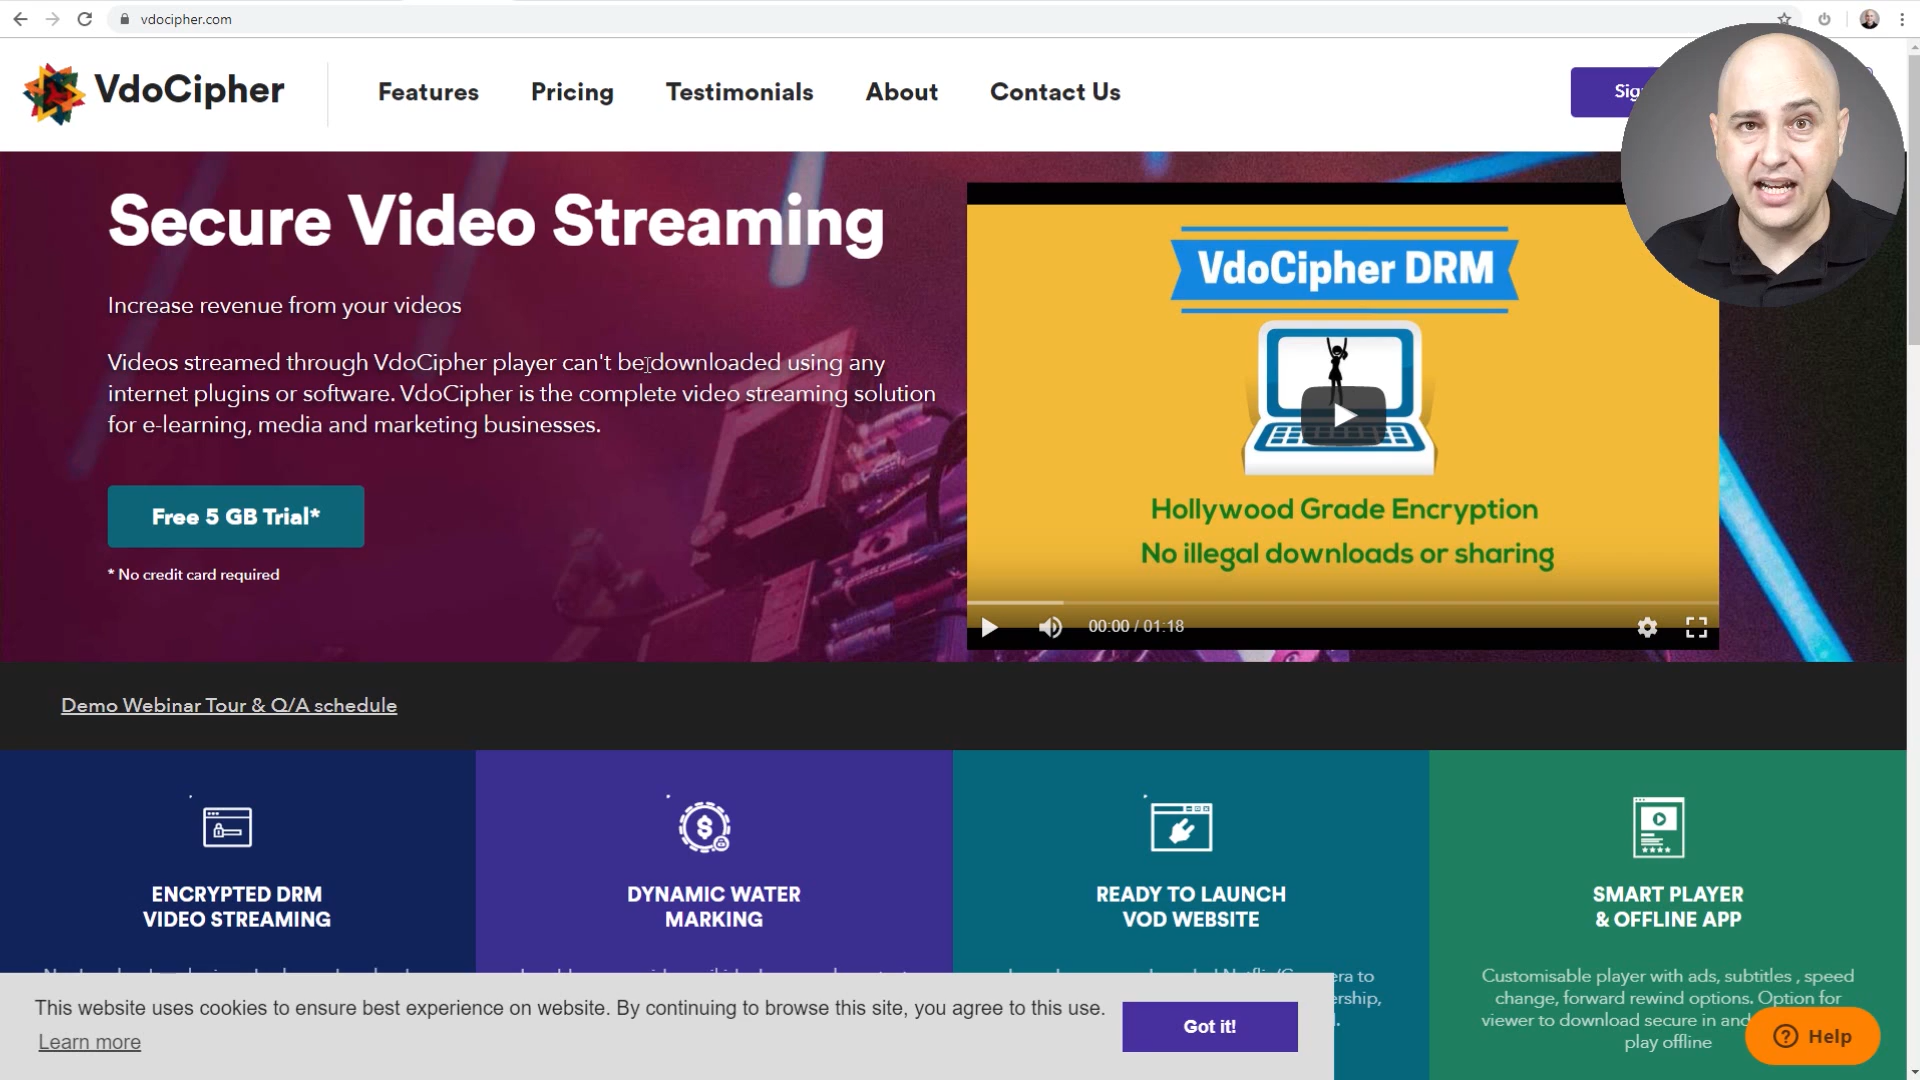 vdocipher.com
VdoCipher
Features
Pricing
Testimonials
About
Contact Us
Secure Video Streaming
Increase revenue from your videos
Videos streamed through VdoCipher player can't be downloaded using any
internet plugins or software. VdoCipher is the complete video streaming solution
for e-learning, media and marketing businesses.
Free 5 GB Trial*
* No credit card required
VdoCipher DRM
Hollywood Grade Encryption
No illegal downloads or sharing
00:00 / 01:18
Demo Webinar Tour & Q/A schedule
ENCRYPTED DRM
VIDEO STREAMING
DYNAMIC WATER
MARKING
READY TO LAUNCH
VOD WEBSITE
SMART PLAYER
& OFFLINE APP
Customisable player with ads, subtitles , speed
change, forward rewind options. Option for
viewer to download secure in and
play offline
This website uses cookies to ensure best experience on website. By continuing to browse this site, you agree to this use.
Learn more
Got it!
Help